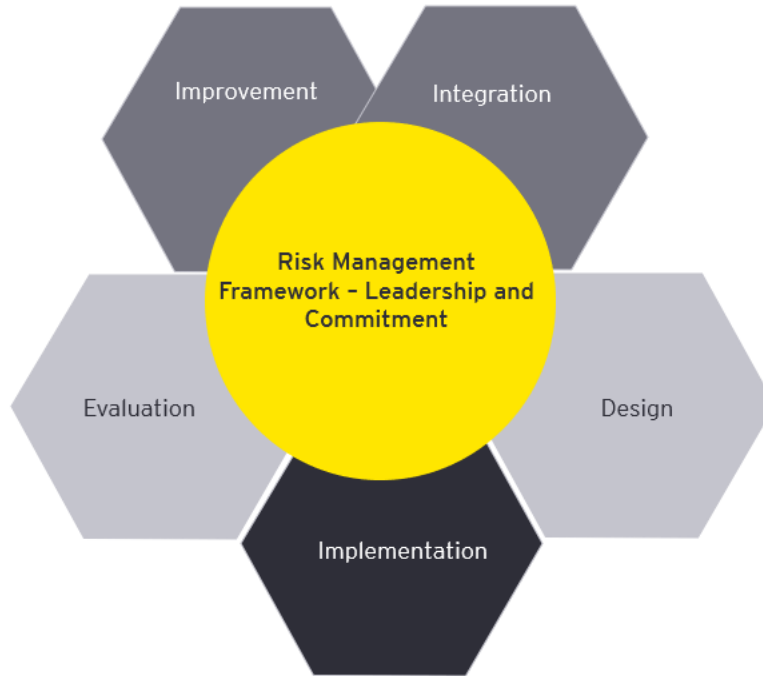 Improvement
Integration
Risk Management
Framework – Leadership and
Commitment
Evaluation
Design
Implementation